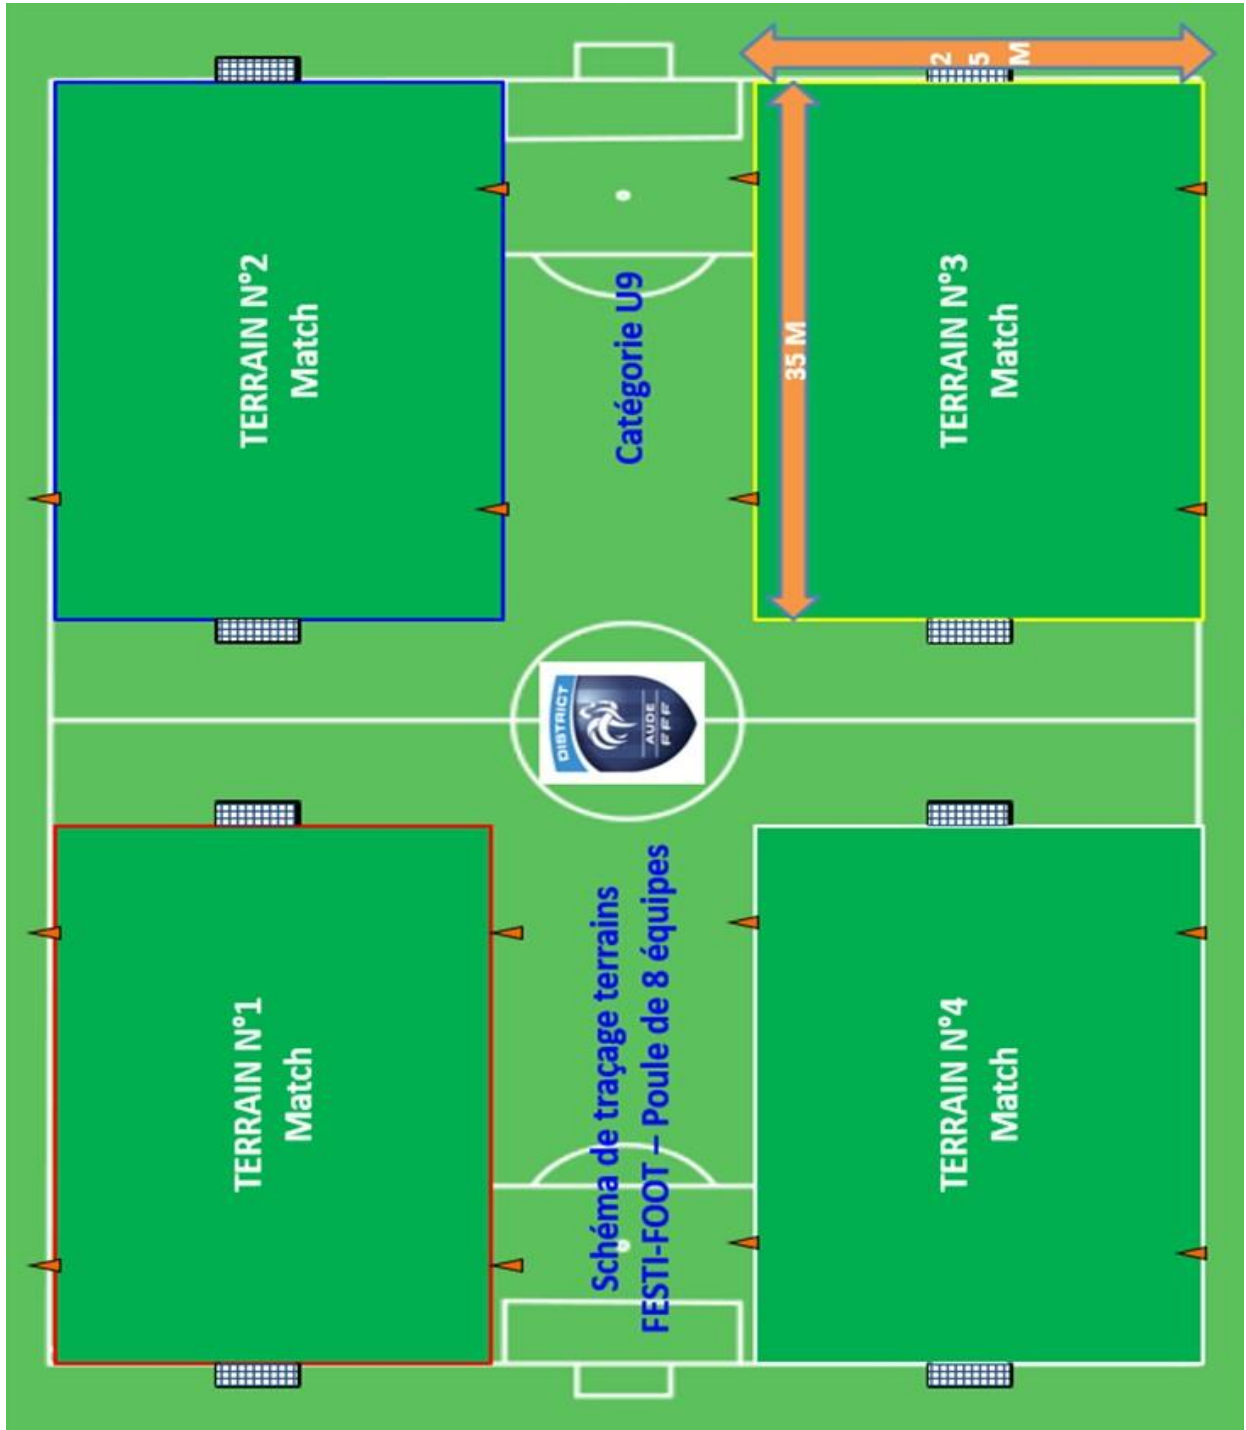 TERRAIN N°1
Match
TERRAIN N°2
Match
Schéma de traçage terrains
FESTI-FOOT – Poule de 8 équipes
DISTRICT
AUDE
FFF
Catégorie U9
35 M
TERRAIN N°4
Match
TERRAIN N°3
Match
25 M